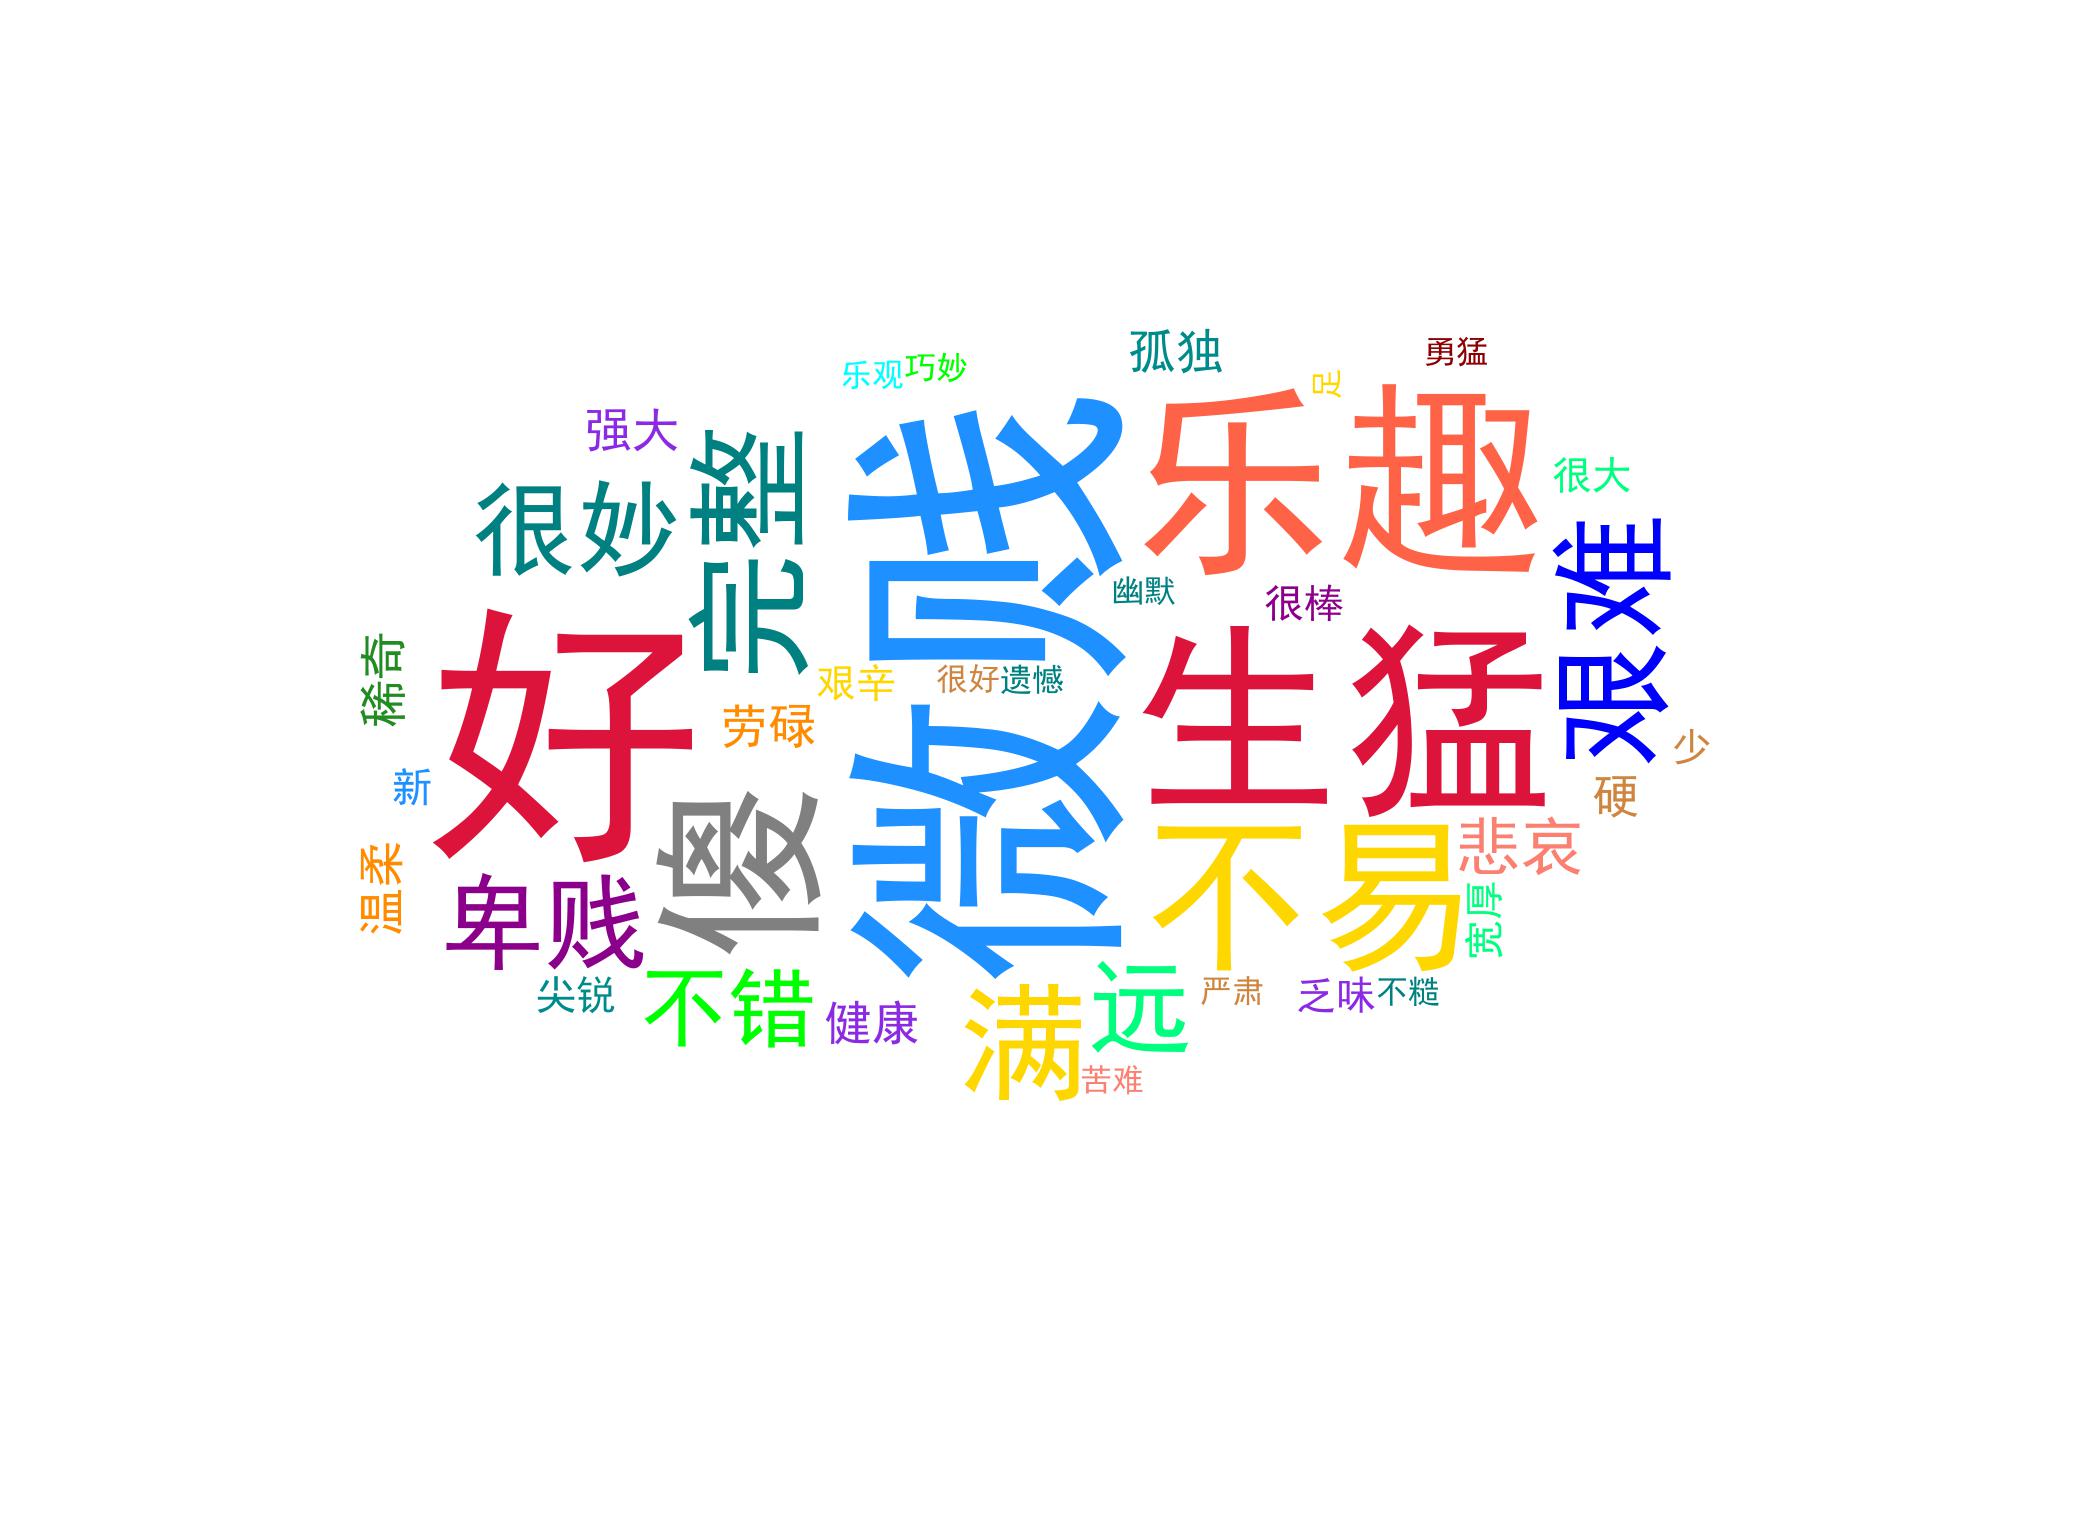 孤独
勇猛
乐观
巧妙
足
乐趣
强大
完整
很妙
微贱
很大
艰难
幽默
很棒
好
生猛
稀奇
艰辛
很好
遗憾
劳碌
少
新
硬
傻
不易
悲哀
温柔
卑贱
宽厚
尖锐
不错
健康
满
远
严肃
乏味
不糙
苦难